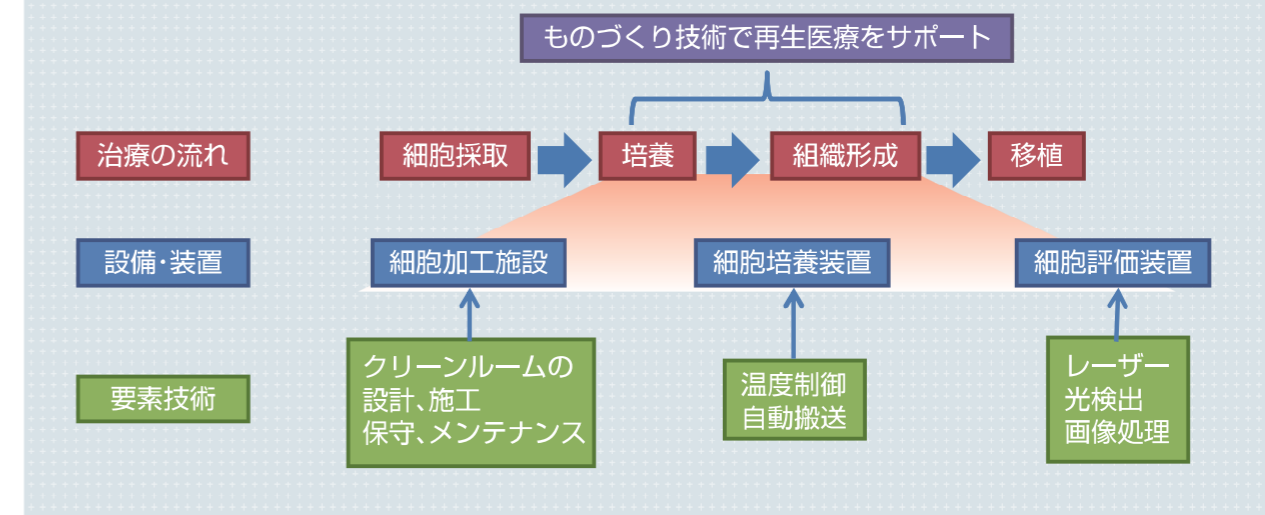 ものづくり技術で再生医療をサポート
治療の流れ
細胞採取
培養
組織形成
移植
設備・装置
細胞加工施設
細胞培養装置
細胞評価装置
要素技術
クリーンルームの
設計、施工
保守、メンテナンス
温度制御
自動搬送
レーザー
光検出
画像処理